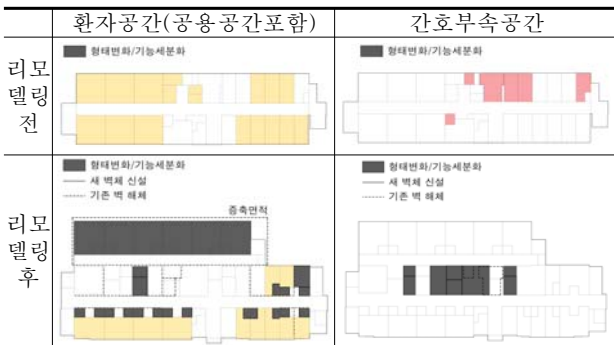 환자공간(공용공간포함)
간호부속공간
리모
델링
전
형태변화/기능세분화
형태변화/기능세분화
리모
델링
후
형태변화/기능세분화
새 벽체 신설
기존 벽 해체
증축면적
형태변화/기능세분화
새 벽체 신설
기존 벽 해체